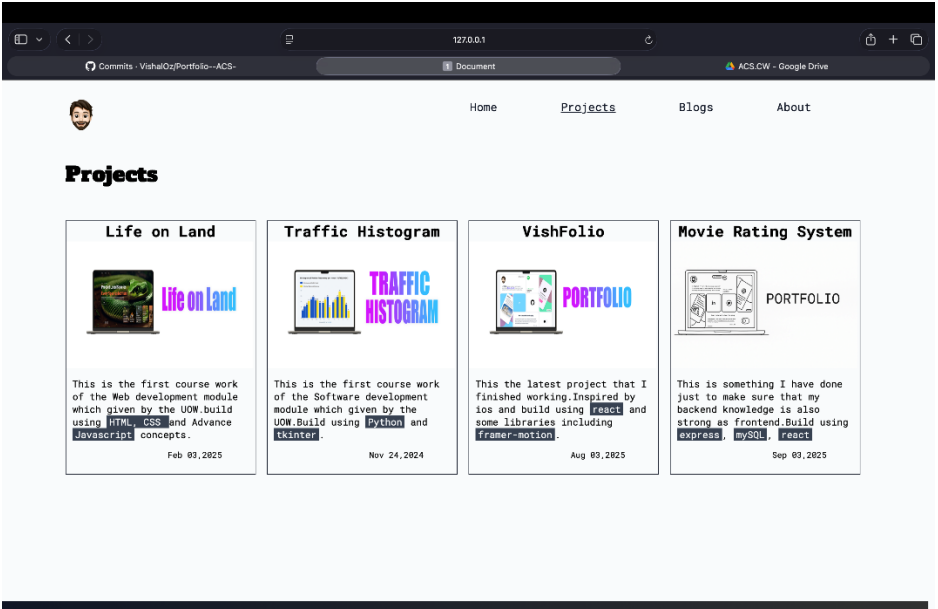 127.0.0.1
Commits · VishalOz/Portfolio--ACS-
1 Document
ACS.CW – Google Drive
Home Projects Blogs About
Projects
Life on Land
Life on Land
This is the first course work
of the Web development module
which given by the UOW.build
using HTML, CSS and Advance
Javascript concepts.
Feb 03,2025
Traffic Histogram
TRAFFIC
HISTOGRAM
This is the first course work
of the Software development
module which given by the
UOW.Build using Python and
tkinter.
Nov 24,2024
VishFolio
PORTFOLIO
This the latest project that I
finished working.Inspired by
ios and build using react and
some libraries including
framer-motion.
Aug 03,2025
Movie Rating System
PORTFOLIO
This is something I have done
just to make sure that my
backend knowledge is also
strong as frontend.Build using
express, mySQL, react
Sep 03,2025